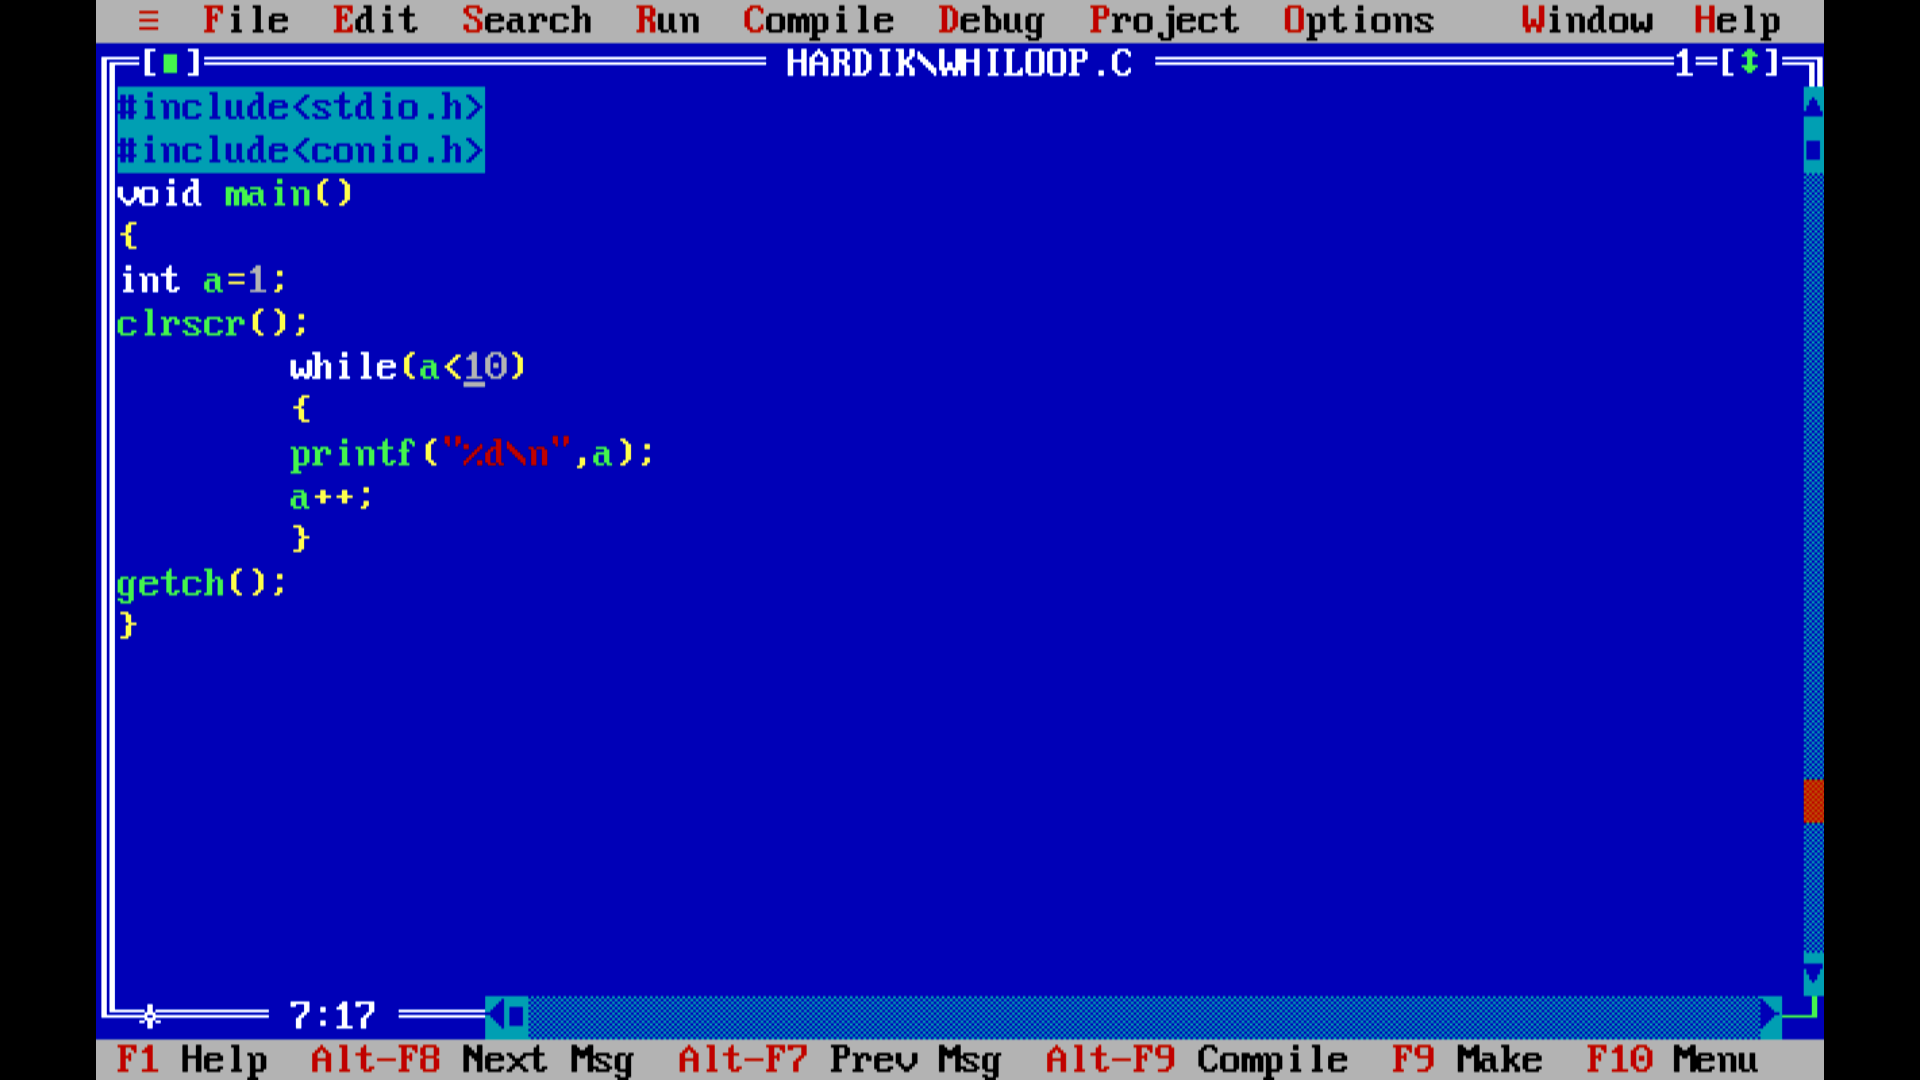 ≡ File Edit Search Run Compile Debug Project Options Window Help
[■] HARDIK\WHILOOP.C 1=[↕]
#include<stdio.h>
#include<conio.h>
void main()
{
int a=1;
clrscr();
while(a<10)
{
printf("%d\n",a);
a++;
}
getch();
}
* 7:17
F1 Help Alt-F8 Next Msg Alt-F7 Prev Msg Alt-F9 Compile F9 Make F10 Menu